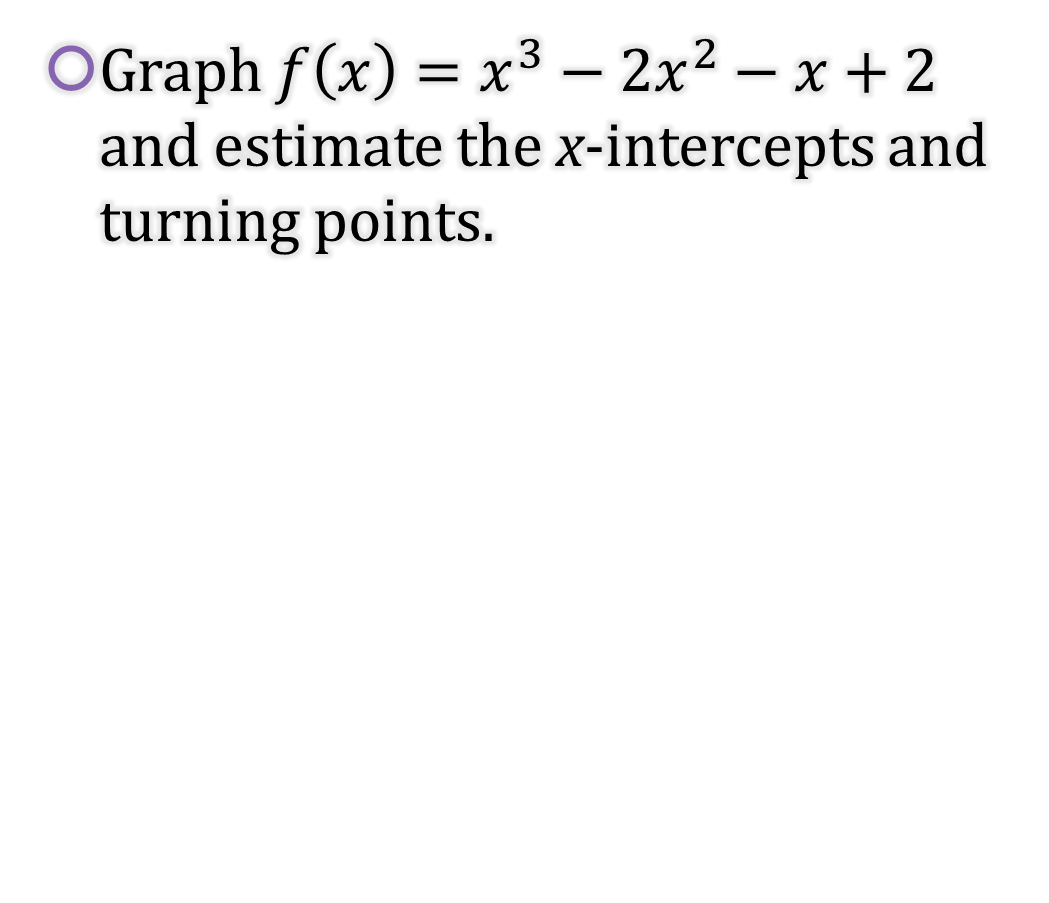 Graph f(x) = x³ − 2x² − x + 2
and estimate the x-intercepts and
turning points.